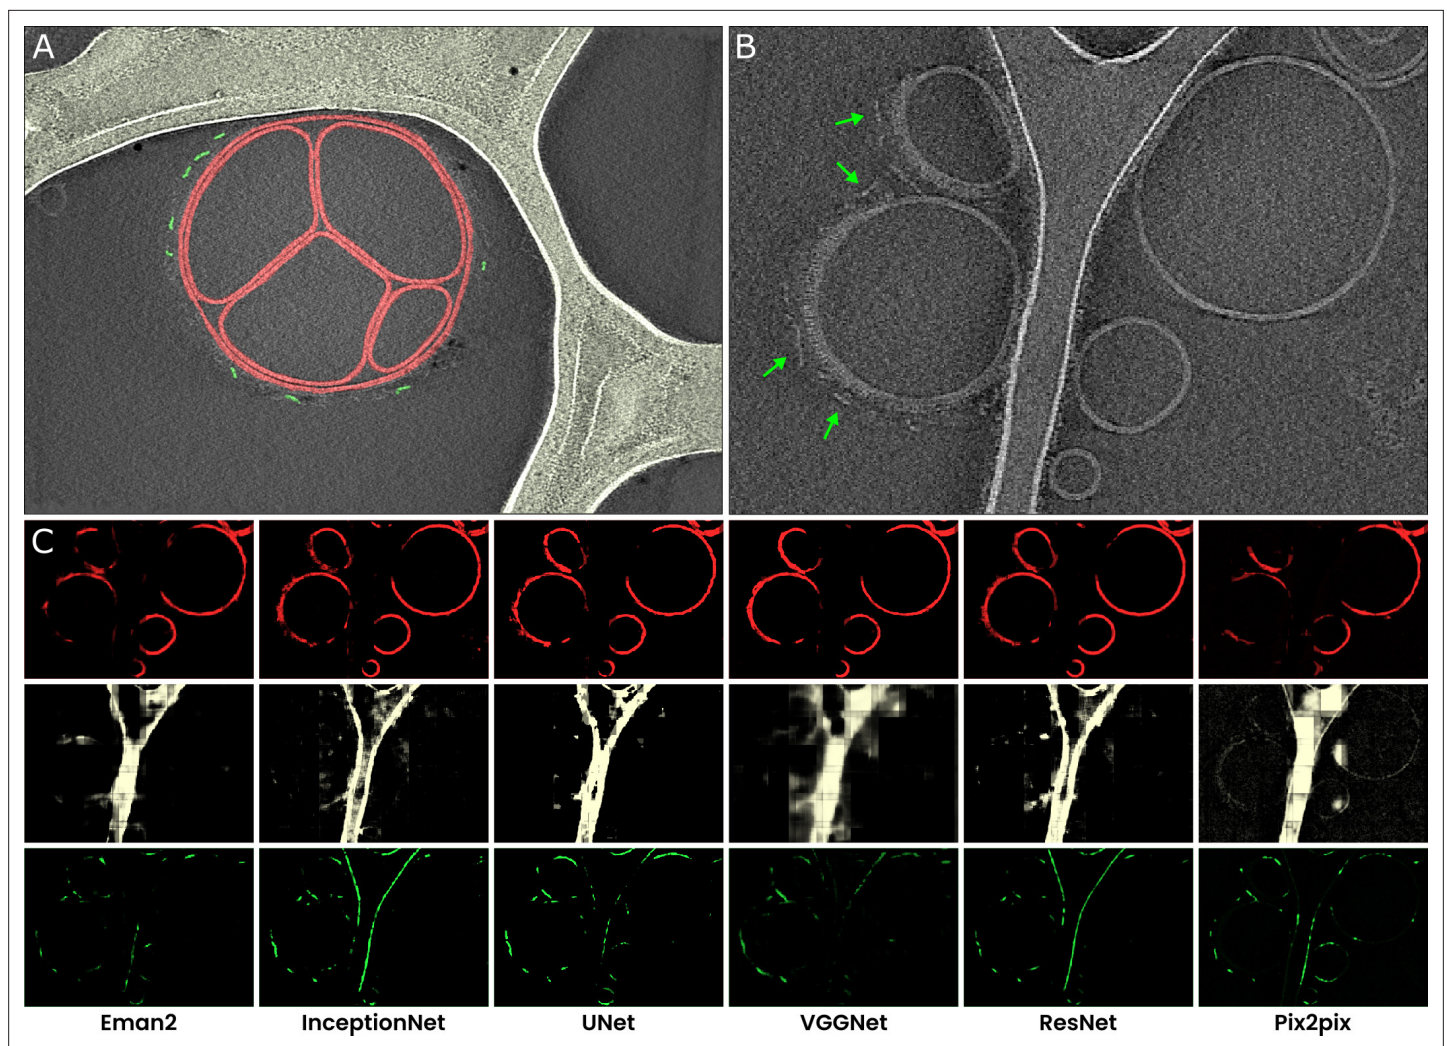 A
B
C
Eman2
InceptionNet
UNet
VGGNet
ResNet
Pix2pix